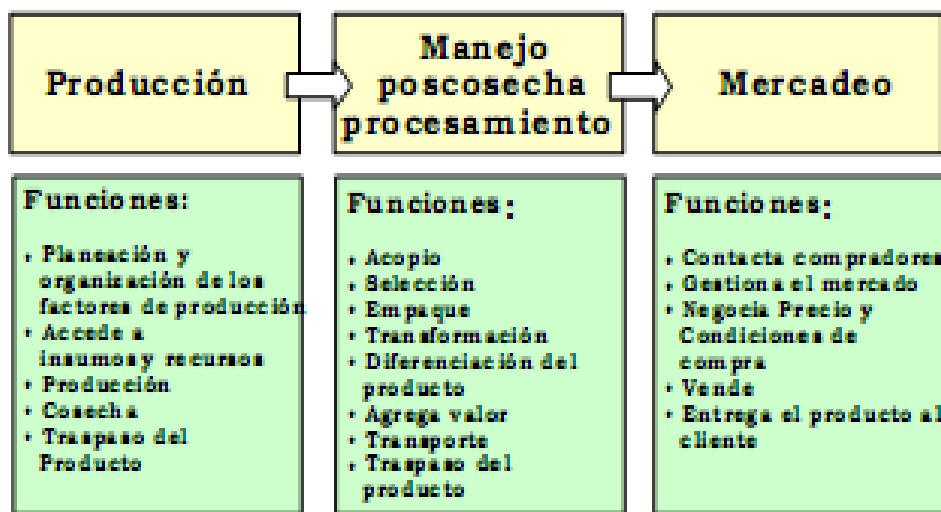 Producción
Manejo
poscosecha
procesamiento
Mercadeo
Funciones:
• Planeación y
organización de los
factores de producción
• Accede a
insumos y recursos
• Producción
• Cosecha
• Traspaso del
Producto
Funciones:
• Acopio
• Selección
• Empaque
• Transformación
• Diferenciación del
producto
• Agrega valor
• Transporte
• Traspaso del
producto
Funciones:
• Contacta compradores
• Gestiona el mercado
• Negocia Precio y
Condiciones de
compra
• Vende
• Entrega el producto al
cliente